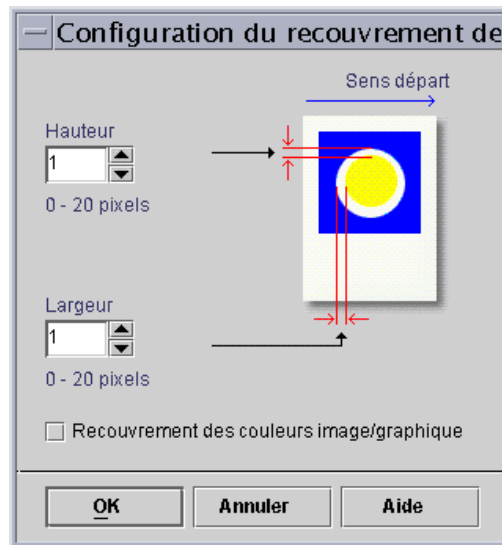 Configuration du recouvrement de
Sens départ
Hauteur
1
0 - 20 pixels
Largeur
1
0 - 20 pixels
Recouvrement des couleurs image/graphique
OK Annuler Aide